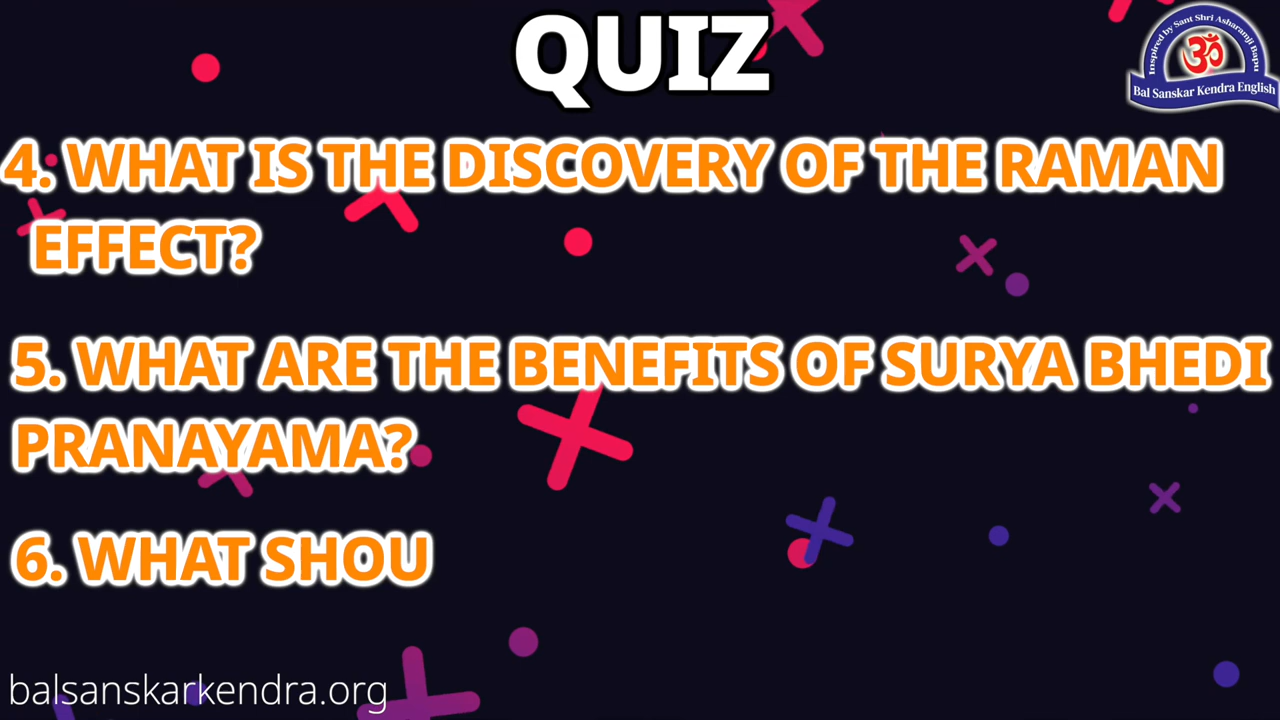 QUIZ
Inspired by Sant Shri Asharamji Bapu
ॐ
Bal Sanskar Kendra English
4. WHAT IS THE DISCOVERY OF THE RAMAN
EFFECT?
5. WHAT ARE THE BENEFITS OF SURYA BHEDI
PRANAYAMA?
6. WHAT SHOU
balsanskarkendra.org